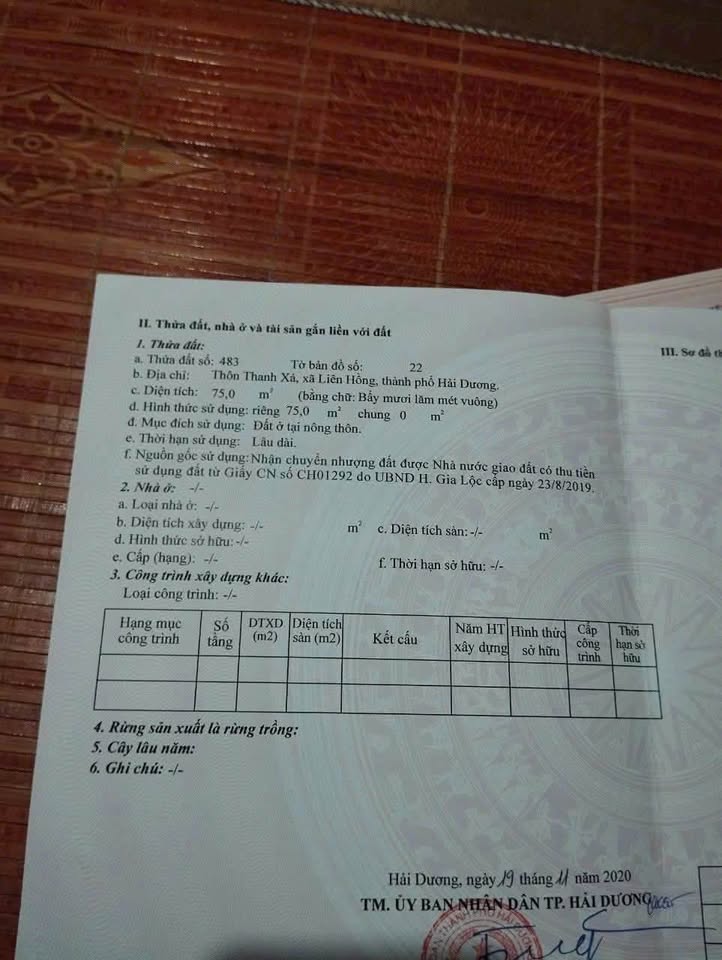 II. Thửa đất, nhà ở và tài sản gắn liền với đất
1. Thửa đất:
a. Thửa đất số: 483 Tờ bản đồ số: 22
b. Địa chỉ: Thôn Thanh Xá, xã Liên Hồng, thành phố Hải Dương.
c. Diện tích: 75,0 m² (bằng chữ: Bẩy mươi lăm mét vuông)
d. Hình thức sử dụng: riêng 75,0 m² chung 0 m²
đ. Mục đích sử dụng: Đất ở tại nông thôn.
e. Thời hạn sử dụng: Lâu dài.
f. Nguồn gốc sử dụng: Nhận chuyển nhượng đất được Nhà nước giao đất có thu tiền
sử dụng đất từ Giấy CN số CH01292 do UBND H. Gia Lộc cấp ngày 23/8/2019.
2. Nhà ở: -/-
a. Loại nhà ở: -/-
b. Diện tích xây dựng: -/- m² c. Diện tích sàn: -/- m²
d. Hình thức sở hữu: -/-
e. Cấp (hạng): -/- f. Thời hạn sở hữu: -/-
3. Công trình xây dựng khác:
Loại công trình: -/-
Hạng mục Số DTXD Diện tích Kết cấu Năm HT Hình thức Cấp Thời
công trình tầng (m2) sàn (m2) xây dựng sở hữu công hạn sở
trình hữu
4. Rừng sản xuất là rừng trồng:
5. Cây lâu năm:
6. Ghi chú: -/-
Hải Dương, ngày 19 tháng 11 năm 2020
TM. ỦY BAN NHÂN DÂN TP. HẢI DƯƠNG
III. Sơ đồ th